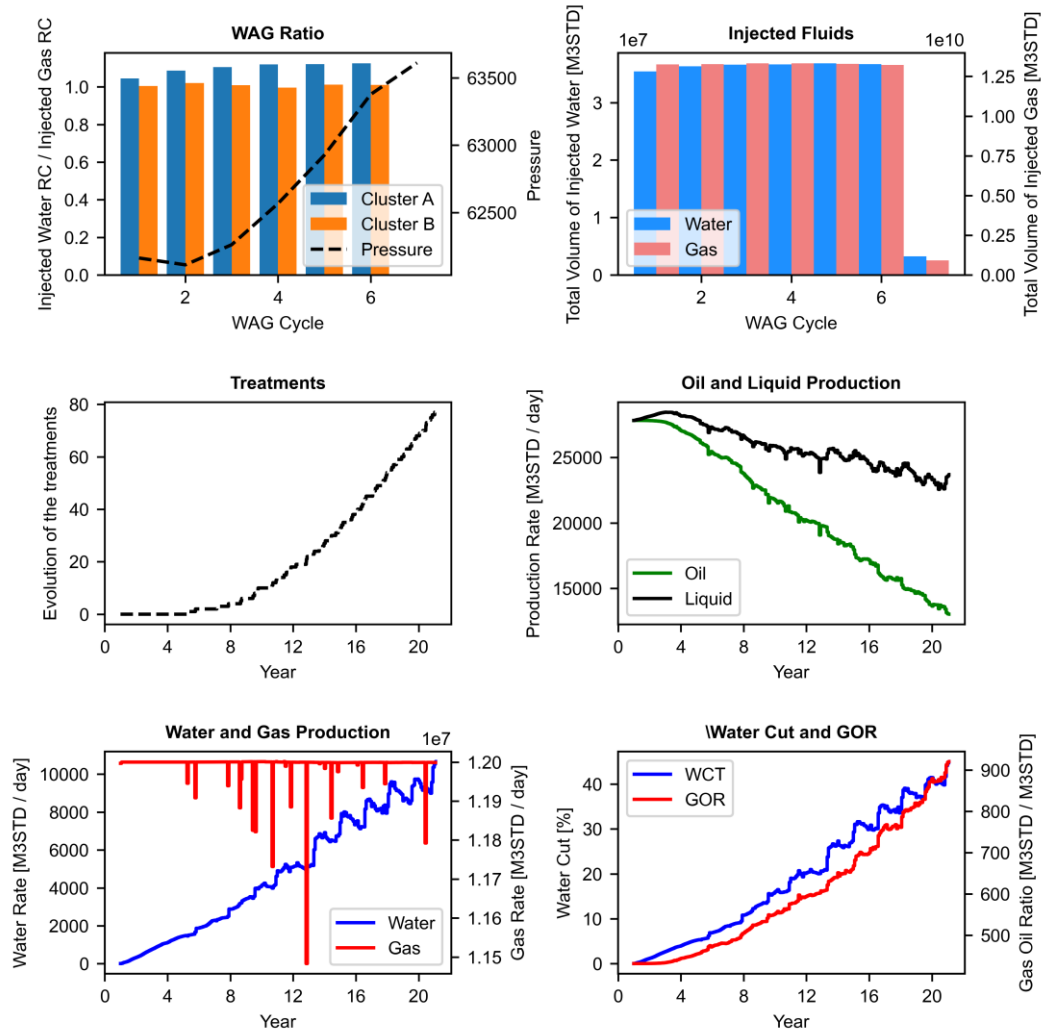 WAG Ratio
Injected Water RC / Injected Gas RC
1.0
0.8
0.6
0.4
0.2
0.0
63500
63000
62500
Pressure
Cluster A
Cluster B
Pressure
2
4
6
WAG Cycle
Injected Fluids
1e7
1e10
Total Volume of Injected Water [M3STD]
3
2
1
0
1.25
1.00
0.75
0.50
0.25
0.00
Total Volume of Injected Gas [M3STD]
Water
Gas
2
4
6
WAG Cycle
Treatments
Evolution of the treatments
80
60
40
20
0
0
4
8
12
16
20
Year
Oil and Liquid Production
Production Rate [M3STD / day]
25000
20000
15000
Oil
Liquid
0
4
8
12
16
20
Year
Water and Gas Production
1e7
Water Rate [M3STD / day]
10000
8000
6000
4000
2000
0
1.20
1.19
1.18
1.17
1.16
1.15
Gas Rate [M3STD / day]
Water
Gas
0
4
8
12
16
20
Year
\Water Cut and GOR
Water Cut [%]
40
30
20
10
0
900
800
700
600
500
Gas Oil Ratio [M3STD / M3STD]
WCT
GOR
0
4
8
12
16
20
Year